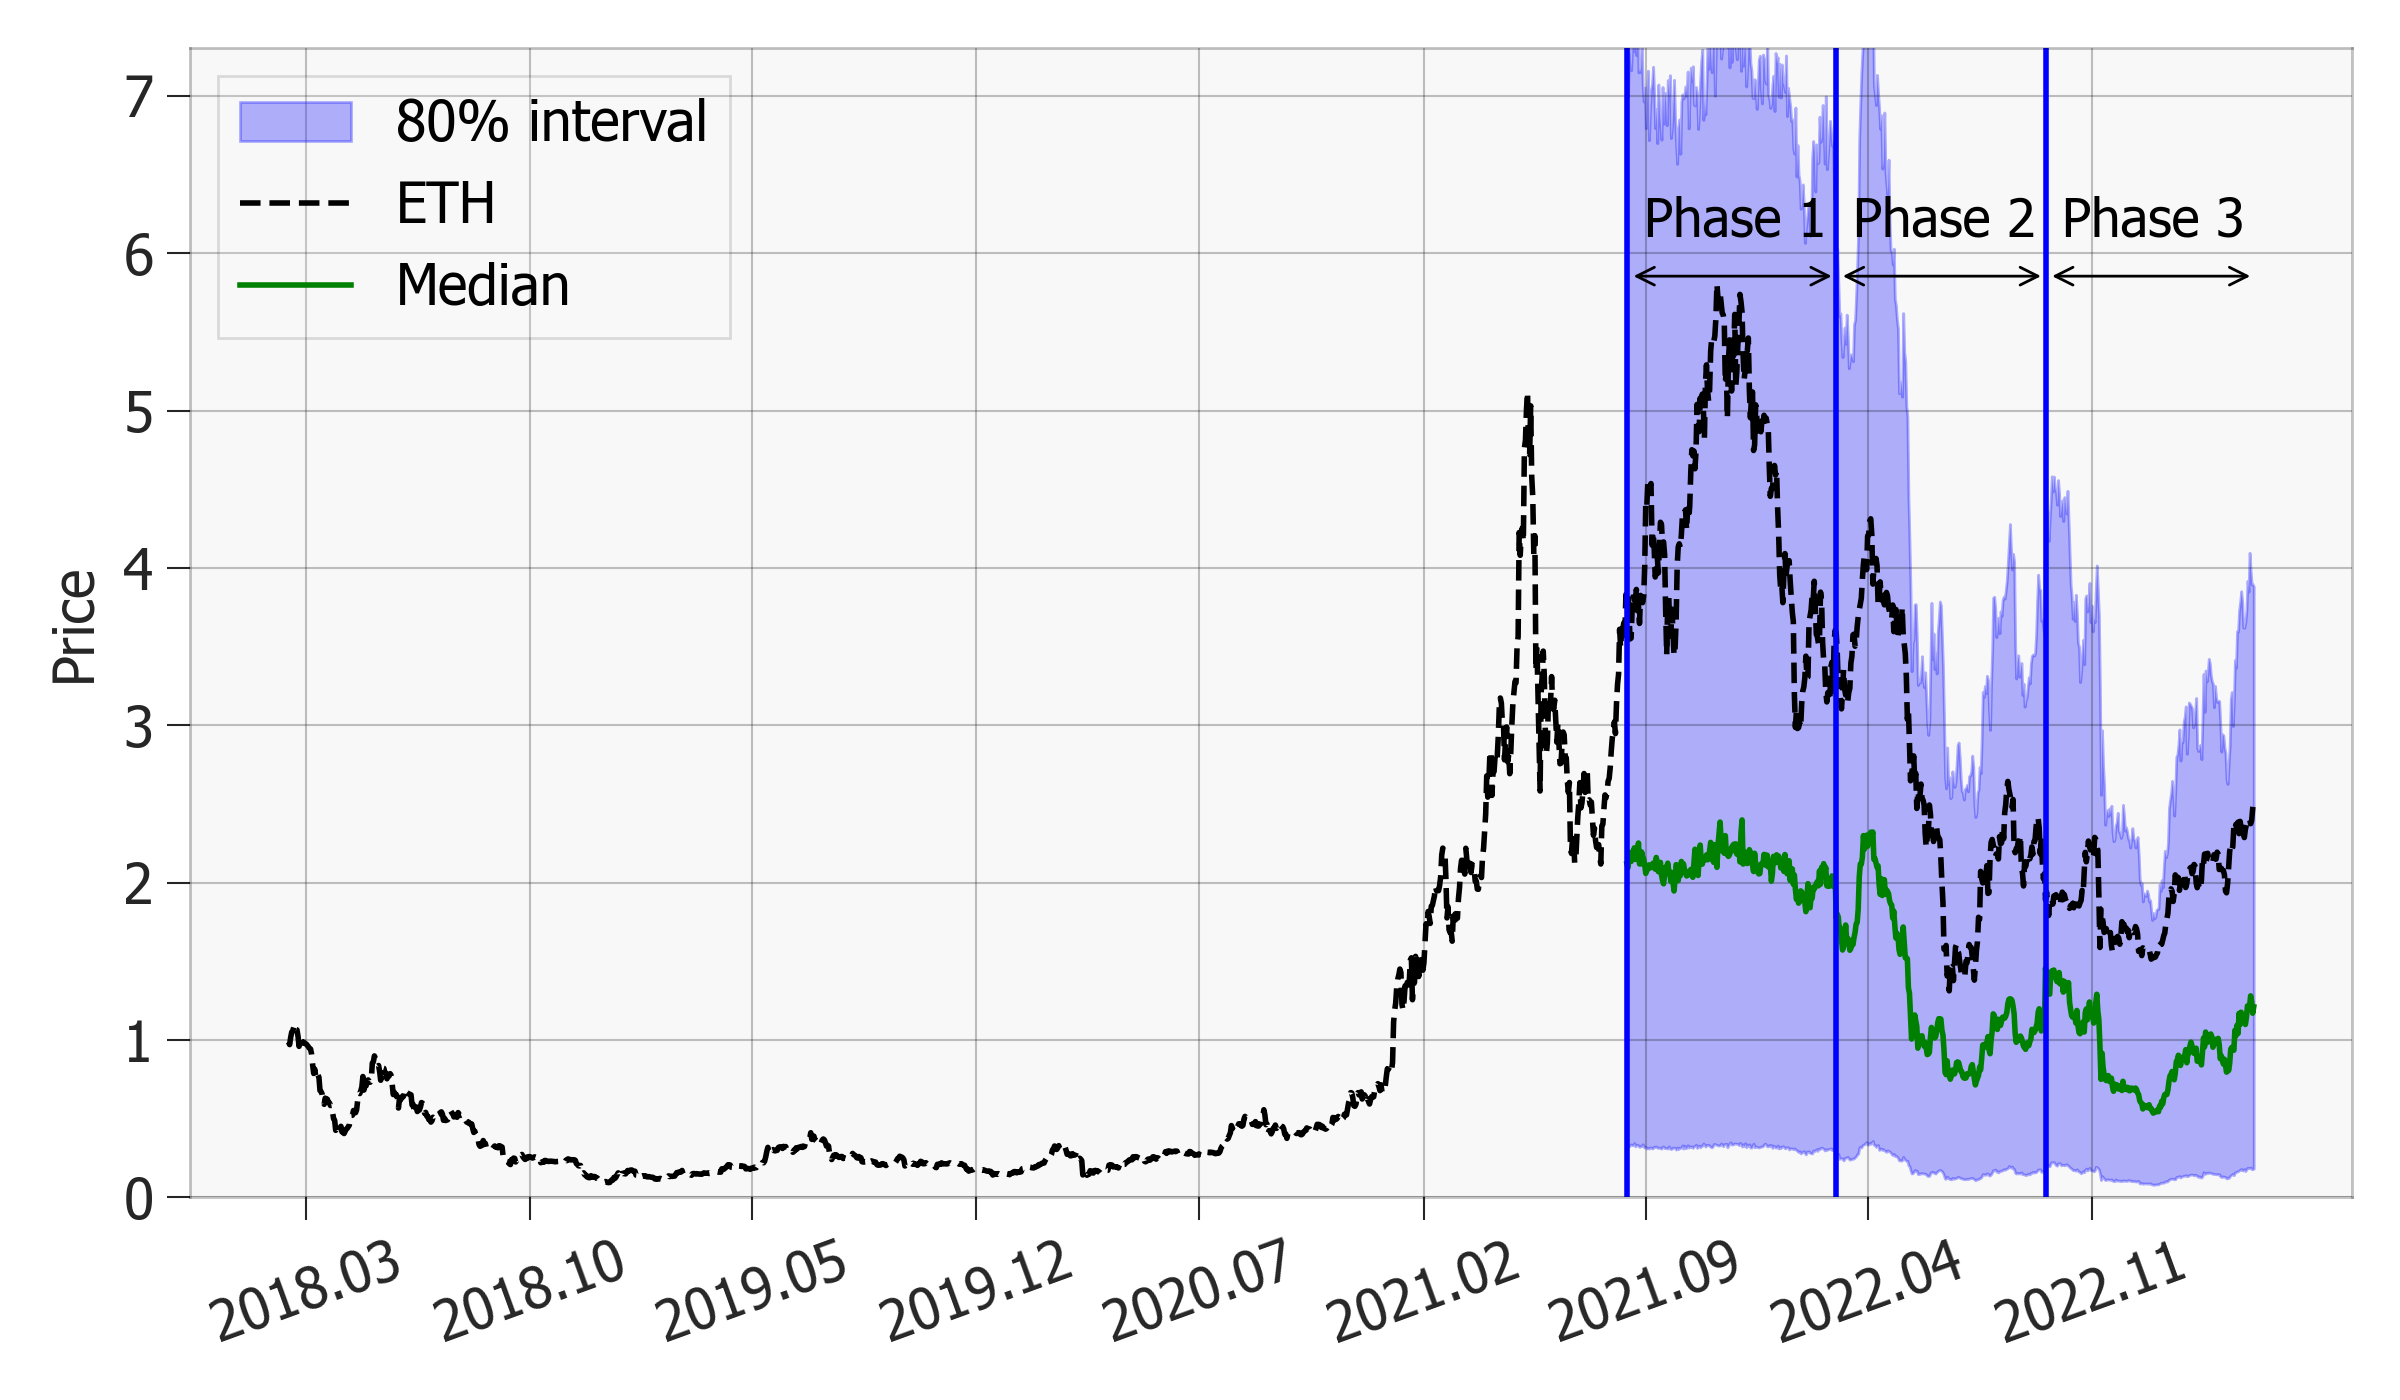 80% interval
ETH
Median
Phase 1
Phase 2
Phase 3
Price
7
6
5
4
3
2
1
0
2018.03
2018.10
2019.05
2019.12
2020.07
2021.02
2021.09
2022.04
2022.11